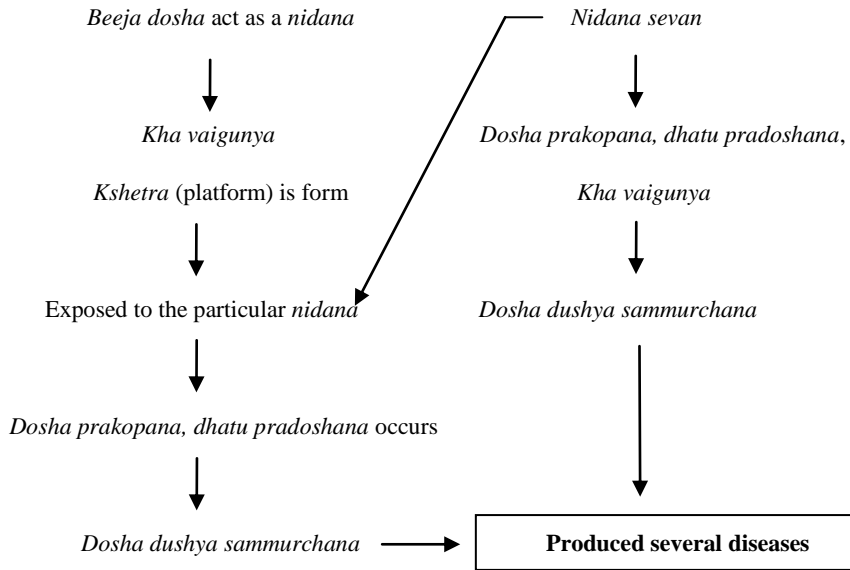 Beeja dosha act as a nidana
Nidana sevan
Kha vaigunya
Dosha prakopana, dhatu pradoshana,
Kshetra (platform) is form
Kha vaigunya
Exposed to the particular nidana
Dosha dushya sammurchana
Dosha prakopana, dhatu pradoshana occurs
Dosha dushya sammurchana
Produced several diseases